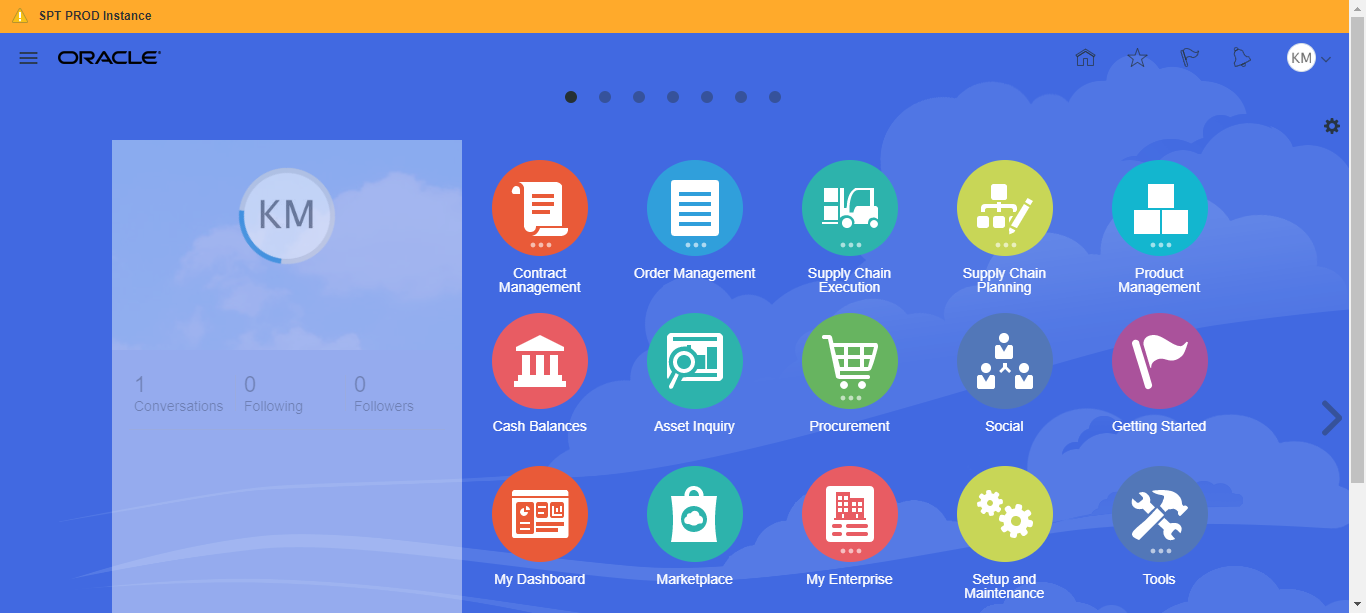 SPT PROD Instance
ORACLE
KM
KM
1
Conversations
0
Following
0
Followers
Contract
Management
Order Management
Supply Chain
Execution
Supply Chain
Planning
Product
Management
Cash Balances
Asset Inquiry
Procurement
Social
Getting Started
My Dashboard
Marketplace
My Enterprise
Setup and
Maintenance
Tools